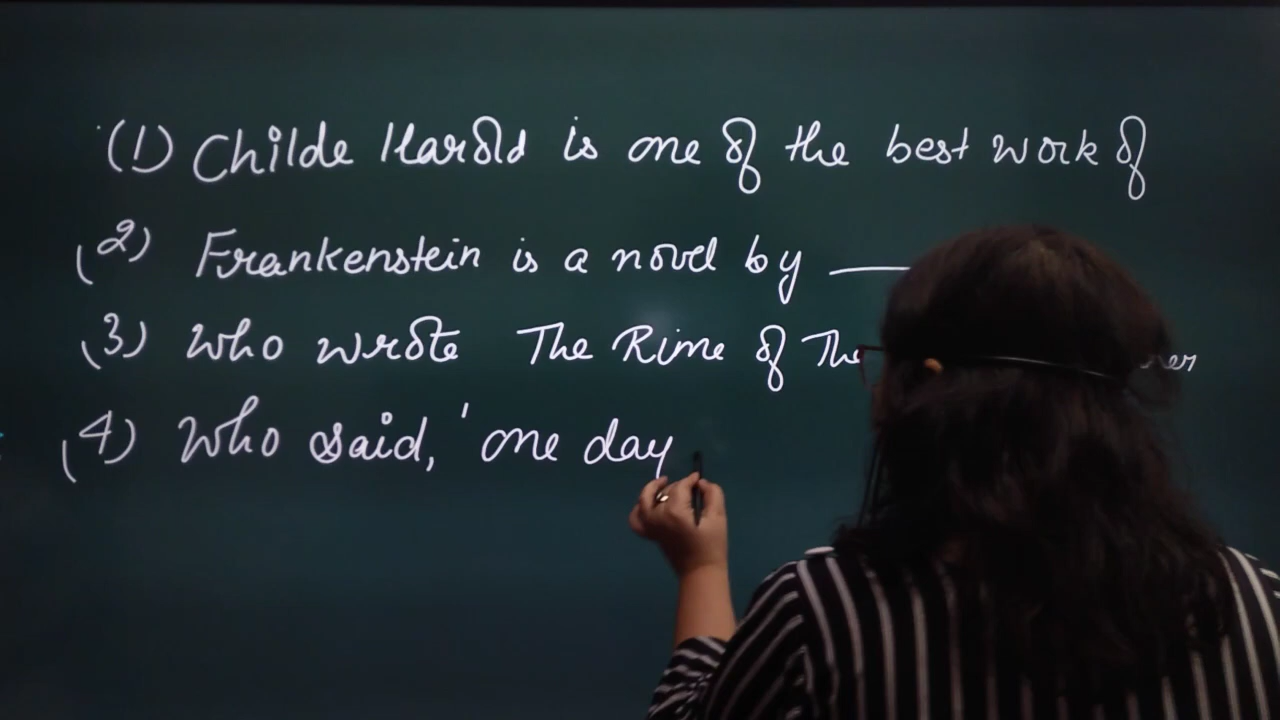 (1) Childe Harold is one of the best work of
(2) Frankenstein is a novel by ———
(3) Who wrote The Rime of The
(4) Who said, 'one day